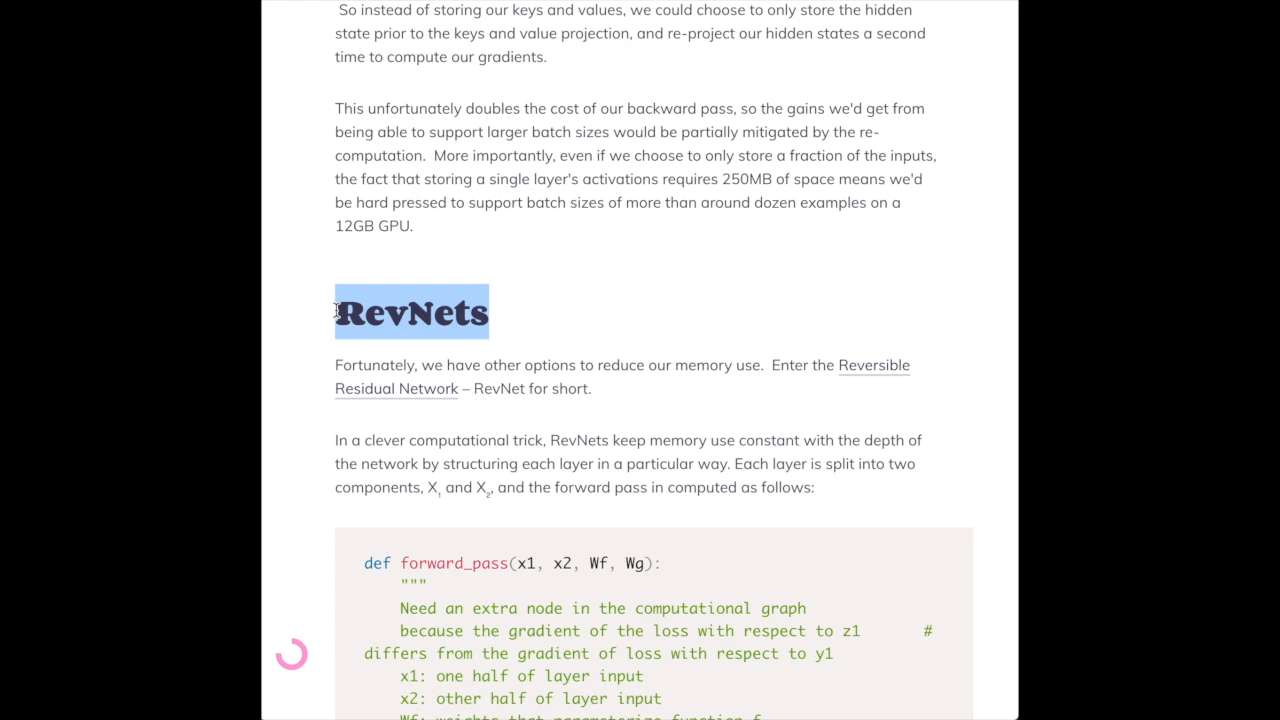 So instead of storing our keys and values, we could choose to only store the hidden
state prior to the keys and value projection, and re-project our hidden states a second
time to compute our gradients.
This unfortunately doubles the cost of our backward pass, so the gains we'd get from
being able to support larger batch sizes would be partially mitigated by the re-
computation.  More importantly, even if we choose to only store a fraction of the inputs,
the fact that storing a single layer's activations requires 250MB of space means we'd
be hard pressed to support batch sizes of more than around dozen examples on a
12GB GPU.
RevNets
Fortunately, we have other options to reduce our memory use.  Enter the Reversible
Residual Network – RevNet for short.
In a clever computational trick, RevNets keep memory use constant with the depth of
the network by structuring each layer in a particular way. Each layer is split into two
components, X₁ and X₂, and the forward pass in computed as follows:
def forward_pass(x1, x2, Wf, Wg):
"""
Need an extra node in the computational graph
because the gradient of the loss with respect to z1       #
differs from the gradient of loss with respect to y1
x1: one half of layer input
x2: other half of layer input
Wf: weights that parameterize function f